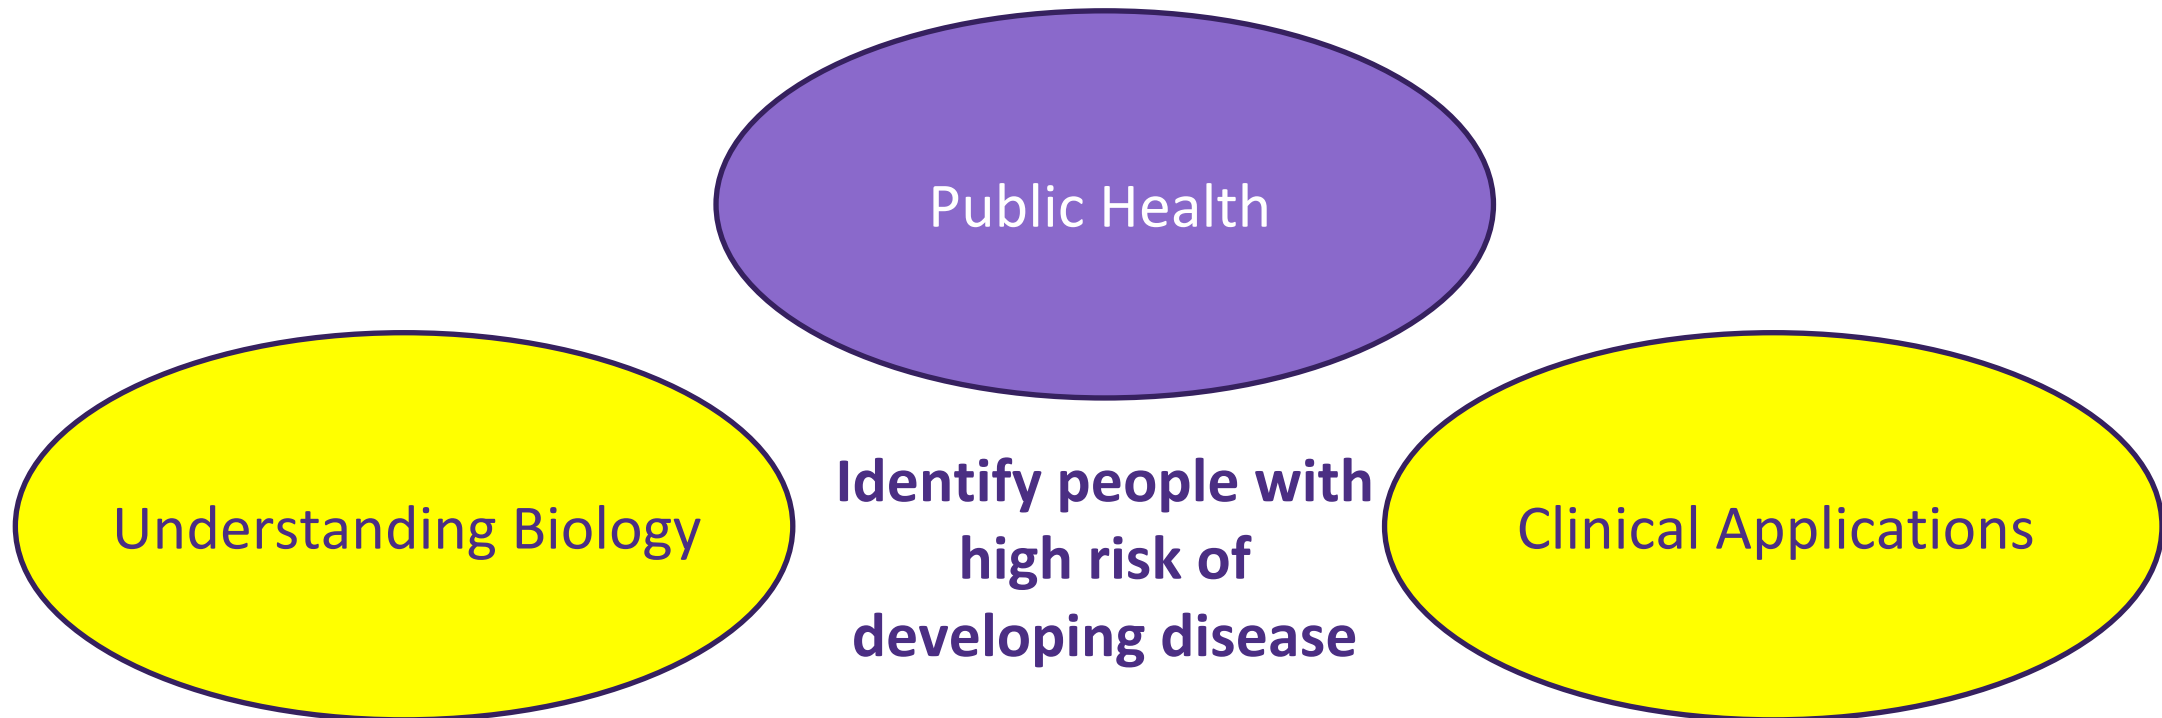 Public Health
Understanding Biology
Identify people with
high risk of
developing disease
Clinical Applications